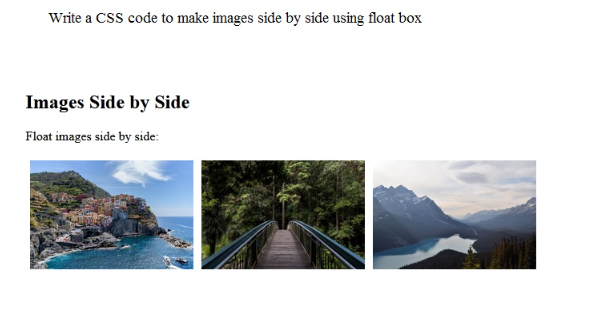 Write a CSS code to make images side by side using float box
Images Side by Side
Float images side by side: